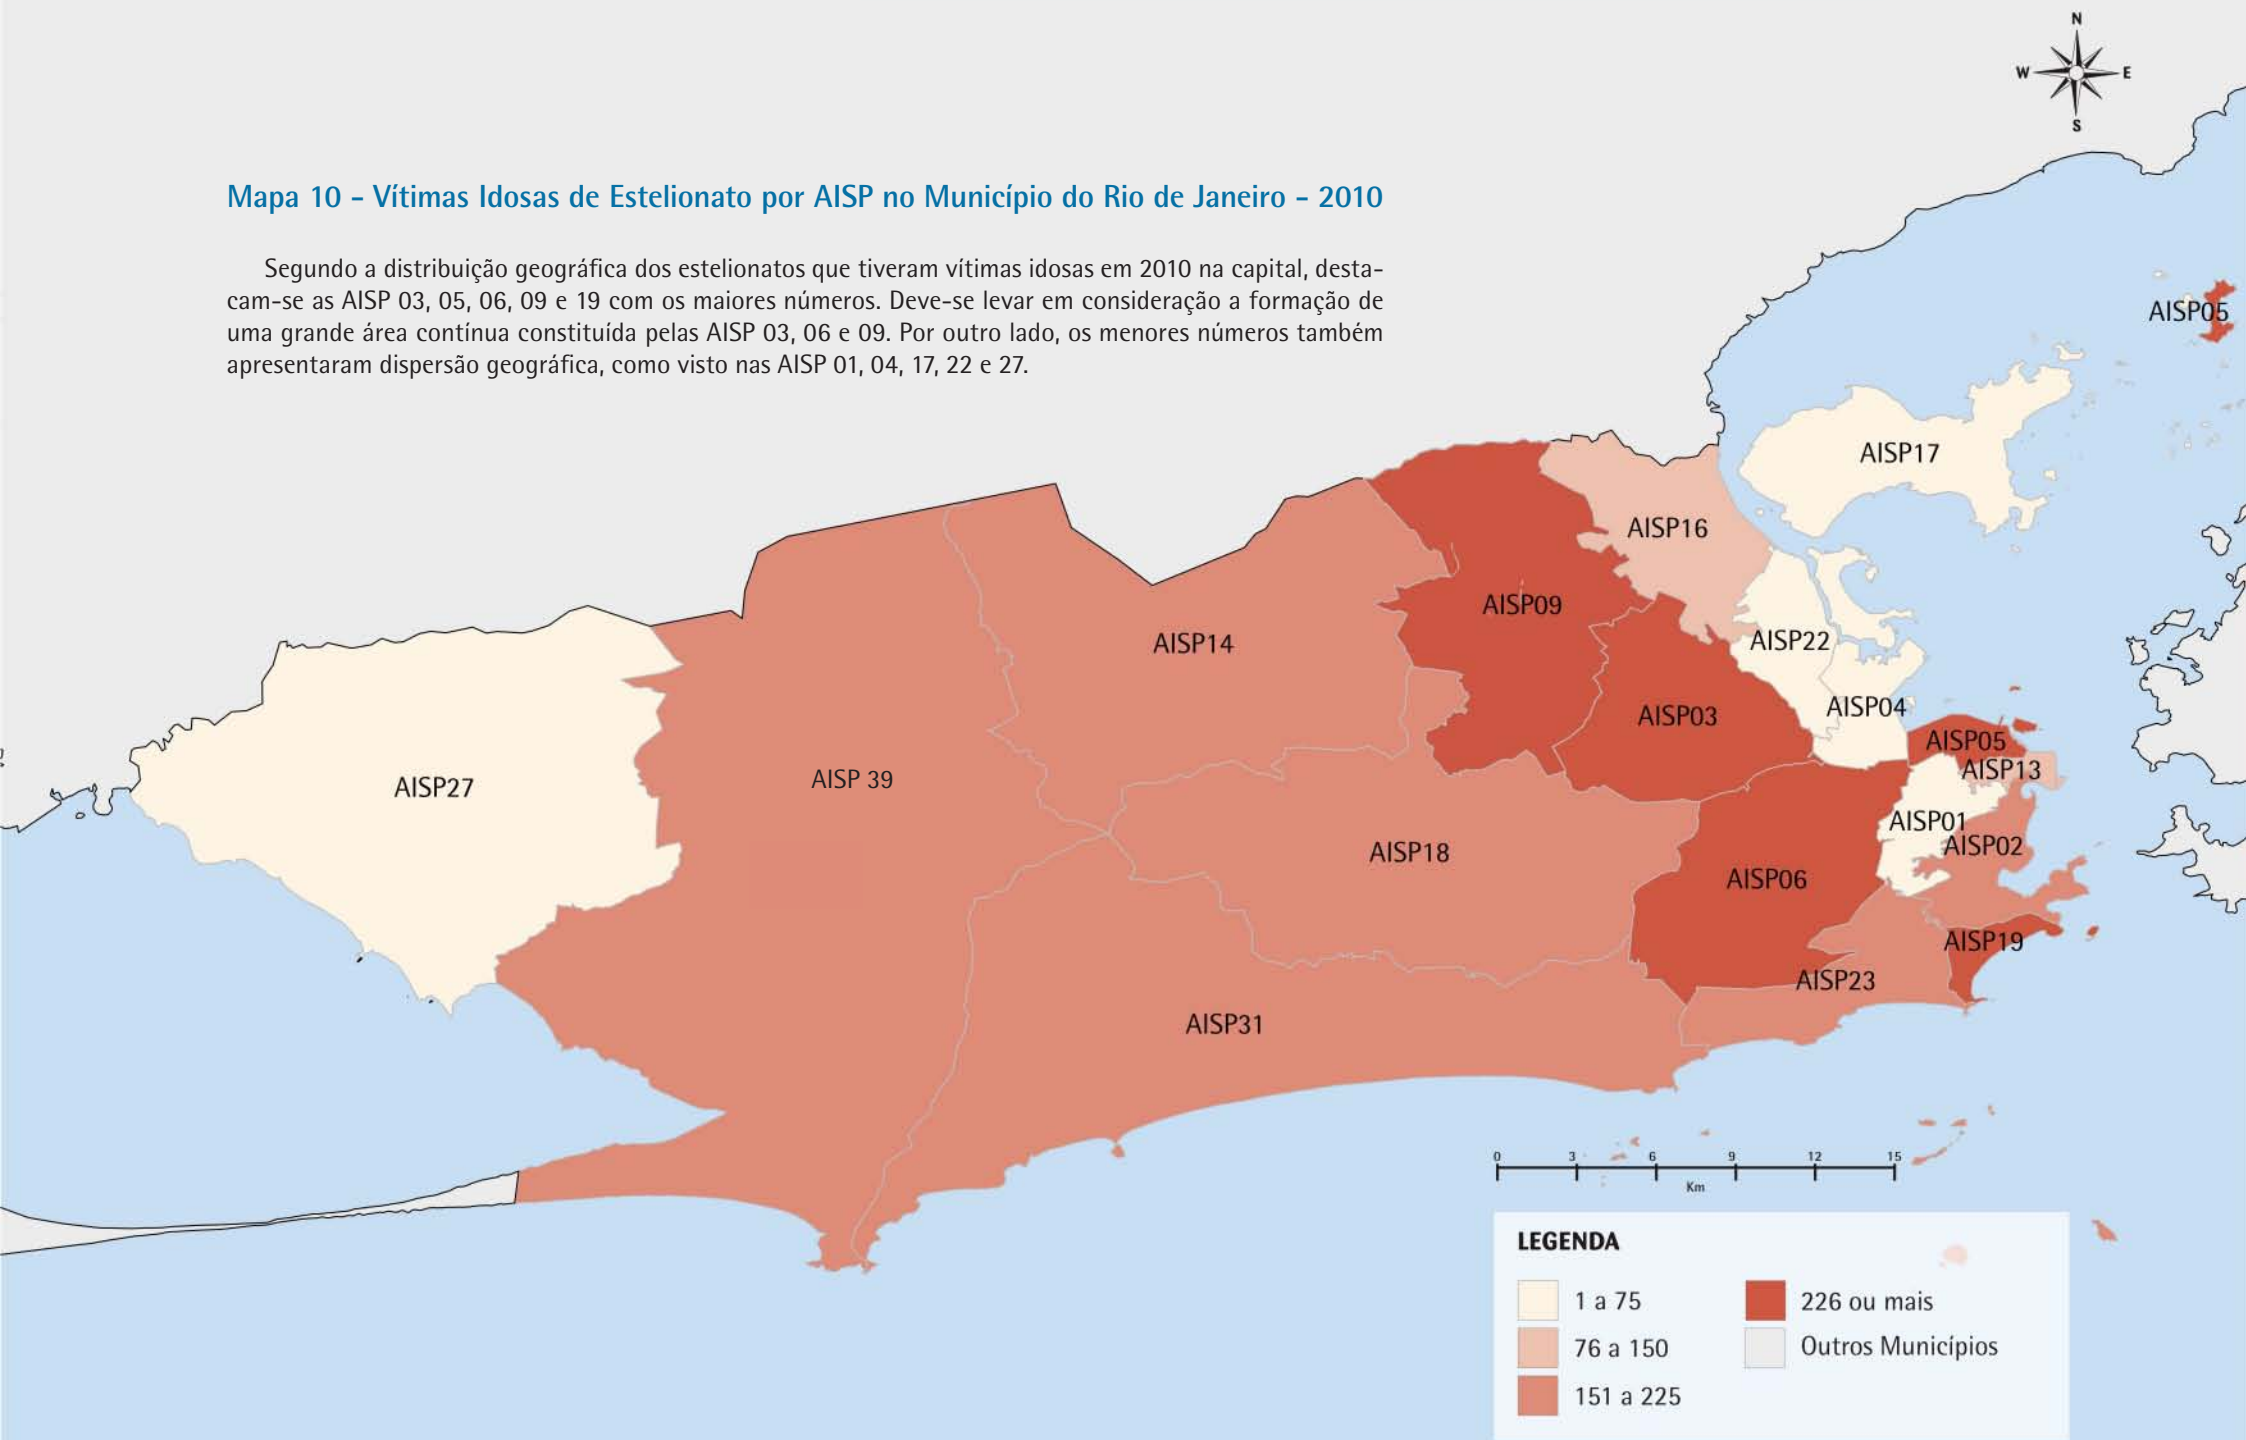 N
W E
S
Mapa 10 - Vítimas Idosas de Estelionato por AISP no Município do Rio de Janeiro - 2010
Segundo a distribuição geográfica dos estelionatos que tiveram vítimas idosas em 2010 na capital, desta-
cam-se as AISP 03, 05, 06, 09 e 19 com os maiores números. Deve-se levar em consideração a formação de
uma grande área contínua constituída pelas AISP 03, 06 e 09. Por outro lado, os menores números também
apresentaram dispersão geográfica, como visto nas AISP 01, 04, 17, 22 e 27.
AISP05
AISP17
AISP16
AISP09
AISP14
AISP22
AISP03
AISP04
AISP05
AISP13
AISP27
AISP 39
AISP01
AISP02
AISP18
AISP06
AISP19
AISP23
AISP31
0 3 6 9 12 15
Km
LEGENDA
1 a 75
226 ou mais
76 a 150
Outros Municípios
151 a 225